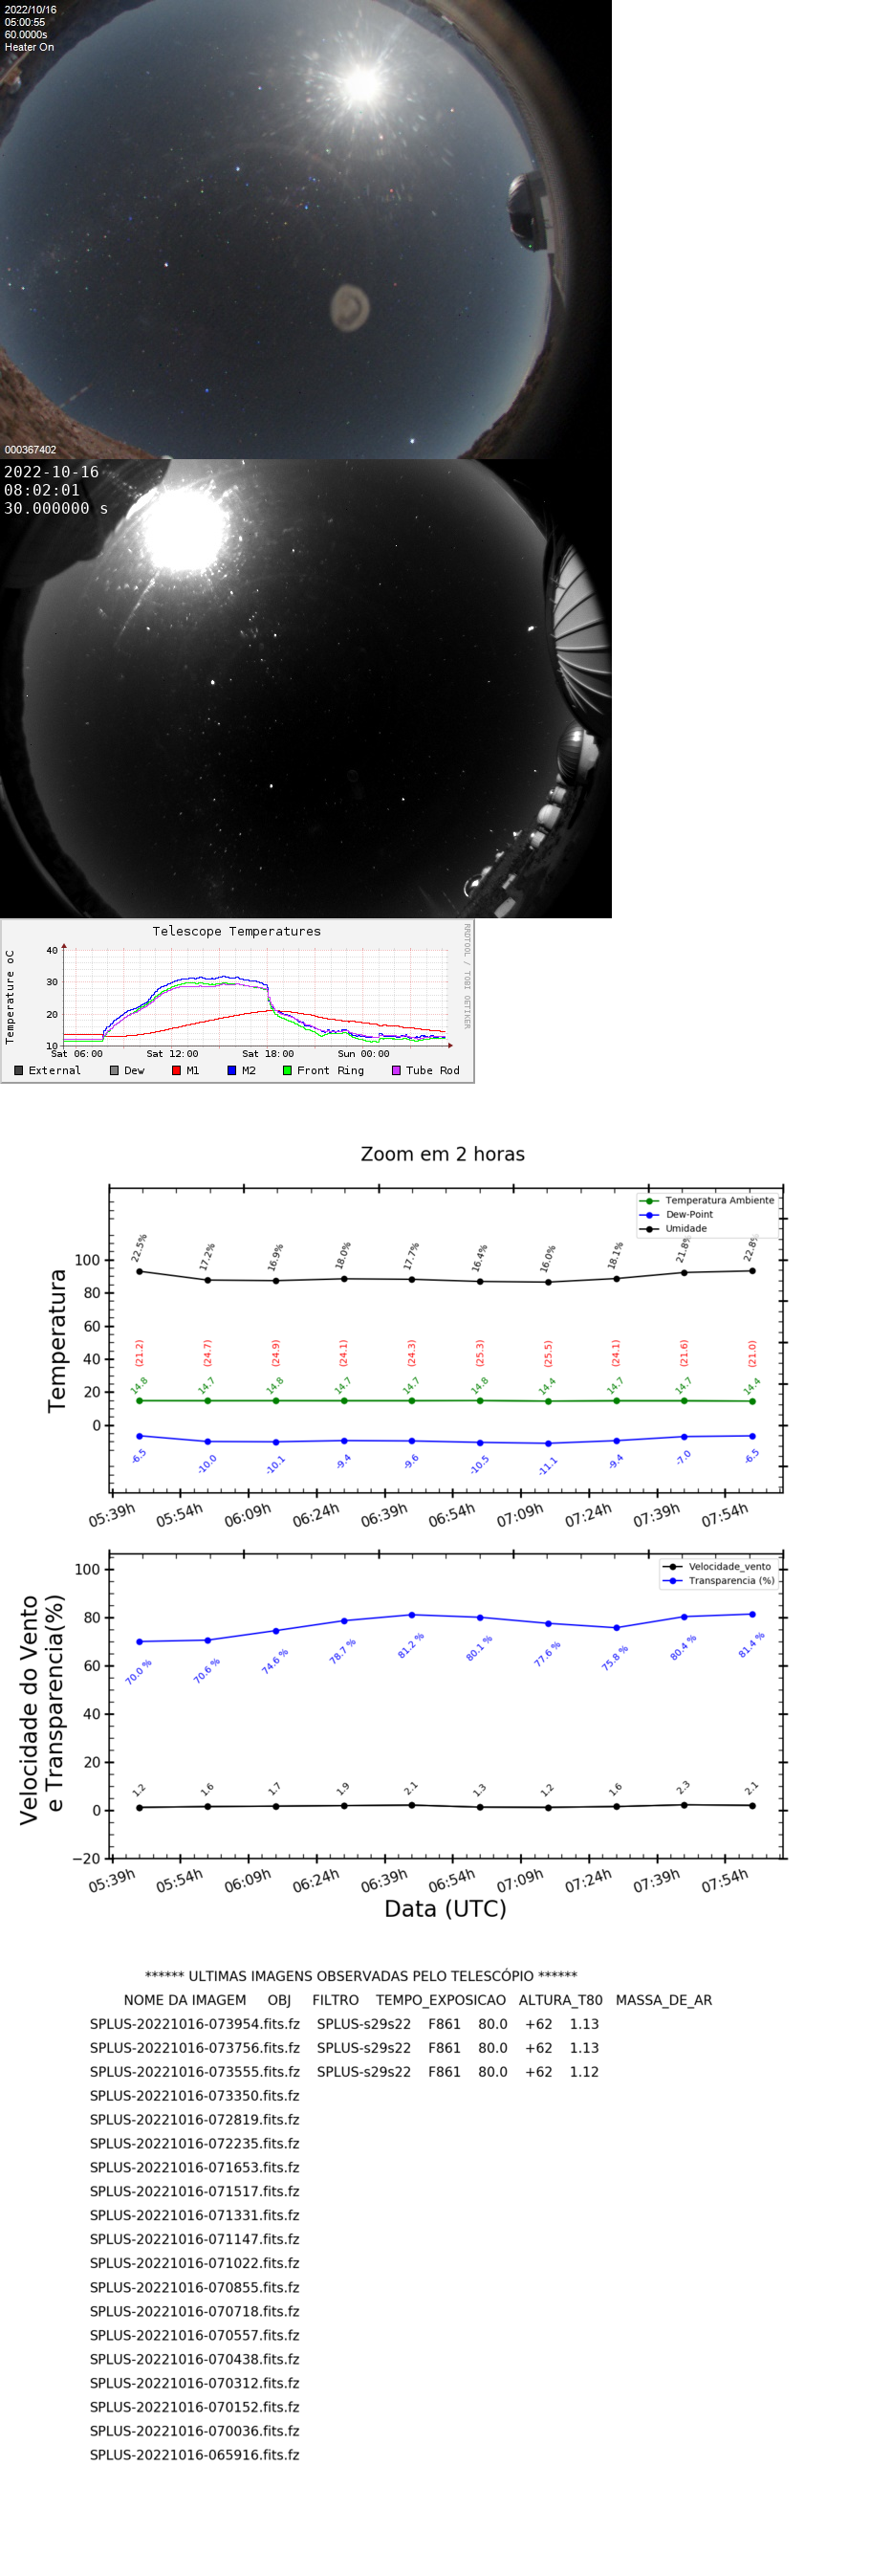 2022/10/16
05:00:55
60.0000s
Heater On
000367402
2022-10-16
08:02:01
30.000000 s
Telescope Temperatures
RRDTOOL / TOBI OETIKER
Temperature oC
40
30
20
10
Sat 06:00 Sat 12:00 Sat 18:00 Sun 00:00
External Dew M1 M2 Front Ring Tube Rod
Zoom em 2 horas
Temperatura Ambiente
Dew-Point
Umidade
Temperatura
100
80
60
40
20
0
22.5% 17.2% 16.9% 18.0% 17.7% 16.4% 16.0% 18.1% 21.8% 22.8%
(21.2) (24.7) (24.9) (24.1) (24.3) (25.3) (25.5) (24.1) (21.6) (21.0)
14.8 14.7 14.8 14.7 14.7 14.8 14.4 14.7 14.7 14.4
-6.5 -10.0 -10.1 -9.4 -9.6 -10.5 -11.1 -9.4 -7.0 -6.5
05:39h 05:54h 06:09h 06:24h 06:39h 06:54h 07:09h 07:24h 07:39h 07:54h
Velocidade_vento
Transparencia (%)
Velocidade do Vento
e Transparencia(%)
100
80
60
40
20
0
−20
70.0 % 70.6 % 74.6 % 78.7 % 81.2 % 80.1 % 77.6 % 75.8 % 80.4 % 81.4 %
1.2 1.6 1.7 1.9 2.1 1.3 1.2 1.6 2.3 2.1
05:39h 05:54h 06:09h 06:24h 06:39h 06:54h 07:09h 07:24h 07:39h 07:54h
Data (UTC)
****** ULTIMAS IMAGENS OBSERVADAS PELO TELESCÓPIO ******
NOME DA IMAGEM OBJ FILTRO TEMPO_EXPOSICAO ALTURA_T80 MASSA_DE_AR
SPLUS-20221016-073954.fits.fz SPLUS-s29s22 F861 80.0 +62 1.13
SPLUS-20221016-073756.fits.fz SPLUS-s29s22 F861 80.0 +62 1.13
SPLUS-20221016-073555.fits.fz SPLUS-s29s22 F861 80.0 +62 1.12
SPLUS-20221016-073350.fits.fz
SPLUS-20221016-072819.fits.fz
SPLUS-20221016-072235.fits.fz
SPLUS-20221016-071653.fits.fz
SPLUS-20221016-071517.fits.fz
SPLUS-20221016-071331.fits.fz
SPLUS-20221016-071147.fits.fz
SPLUS-20221016-071022.fits.fz
SPLUS-20221016-070855.fits.fz
SPLUS-20221016-070718.fits.fz
SPLUS-20221016-070557.fits.fz
SPLUS-20221016-070438.fits.fz
SPLUS-20221016-070312.fits.fz
SPLUS-20221016-070152.fits.fz
SPLUS-20221016-070036.fits.fz
SPLUS-20221016-065916.fits.fz